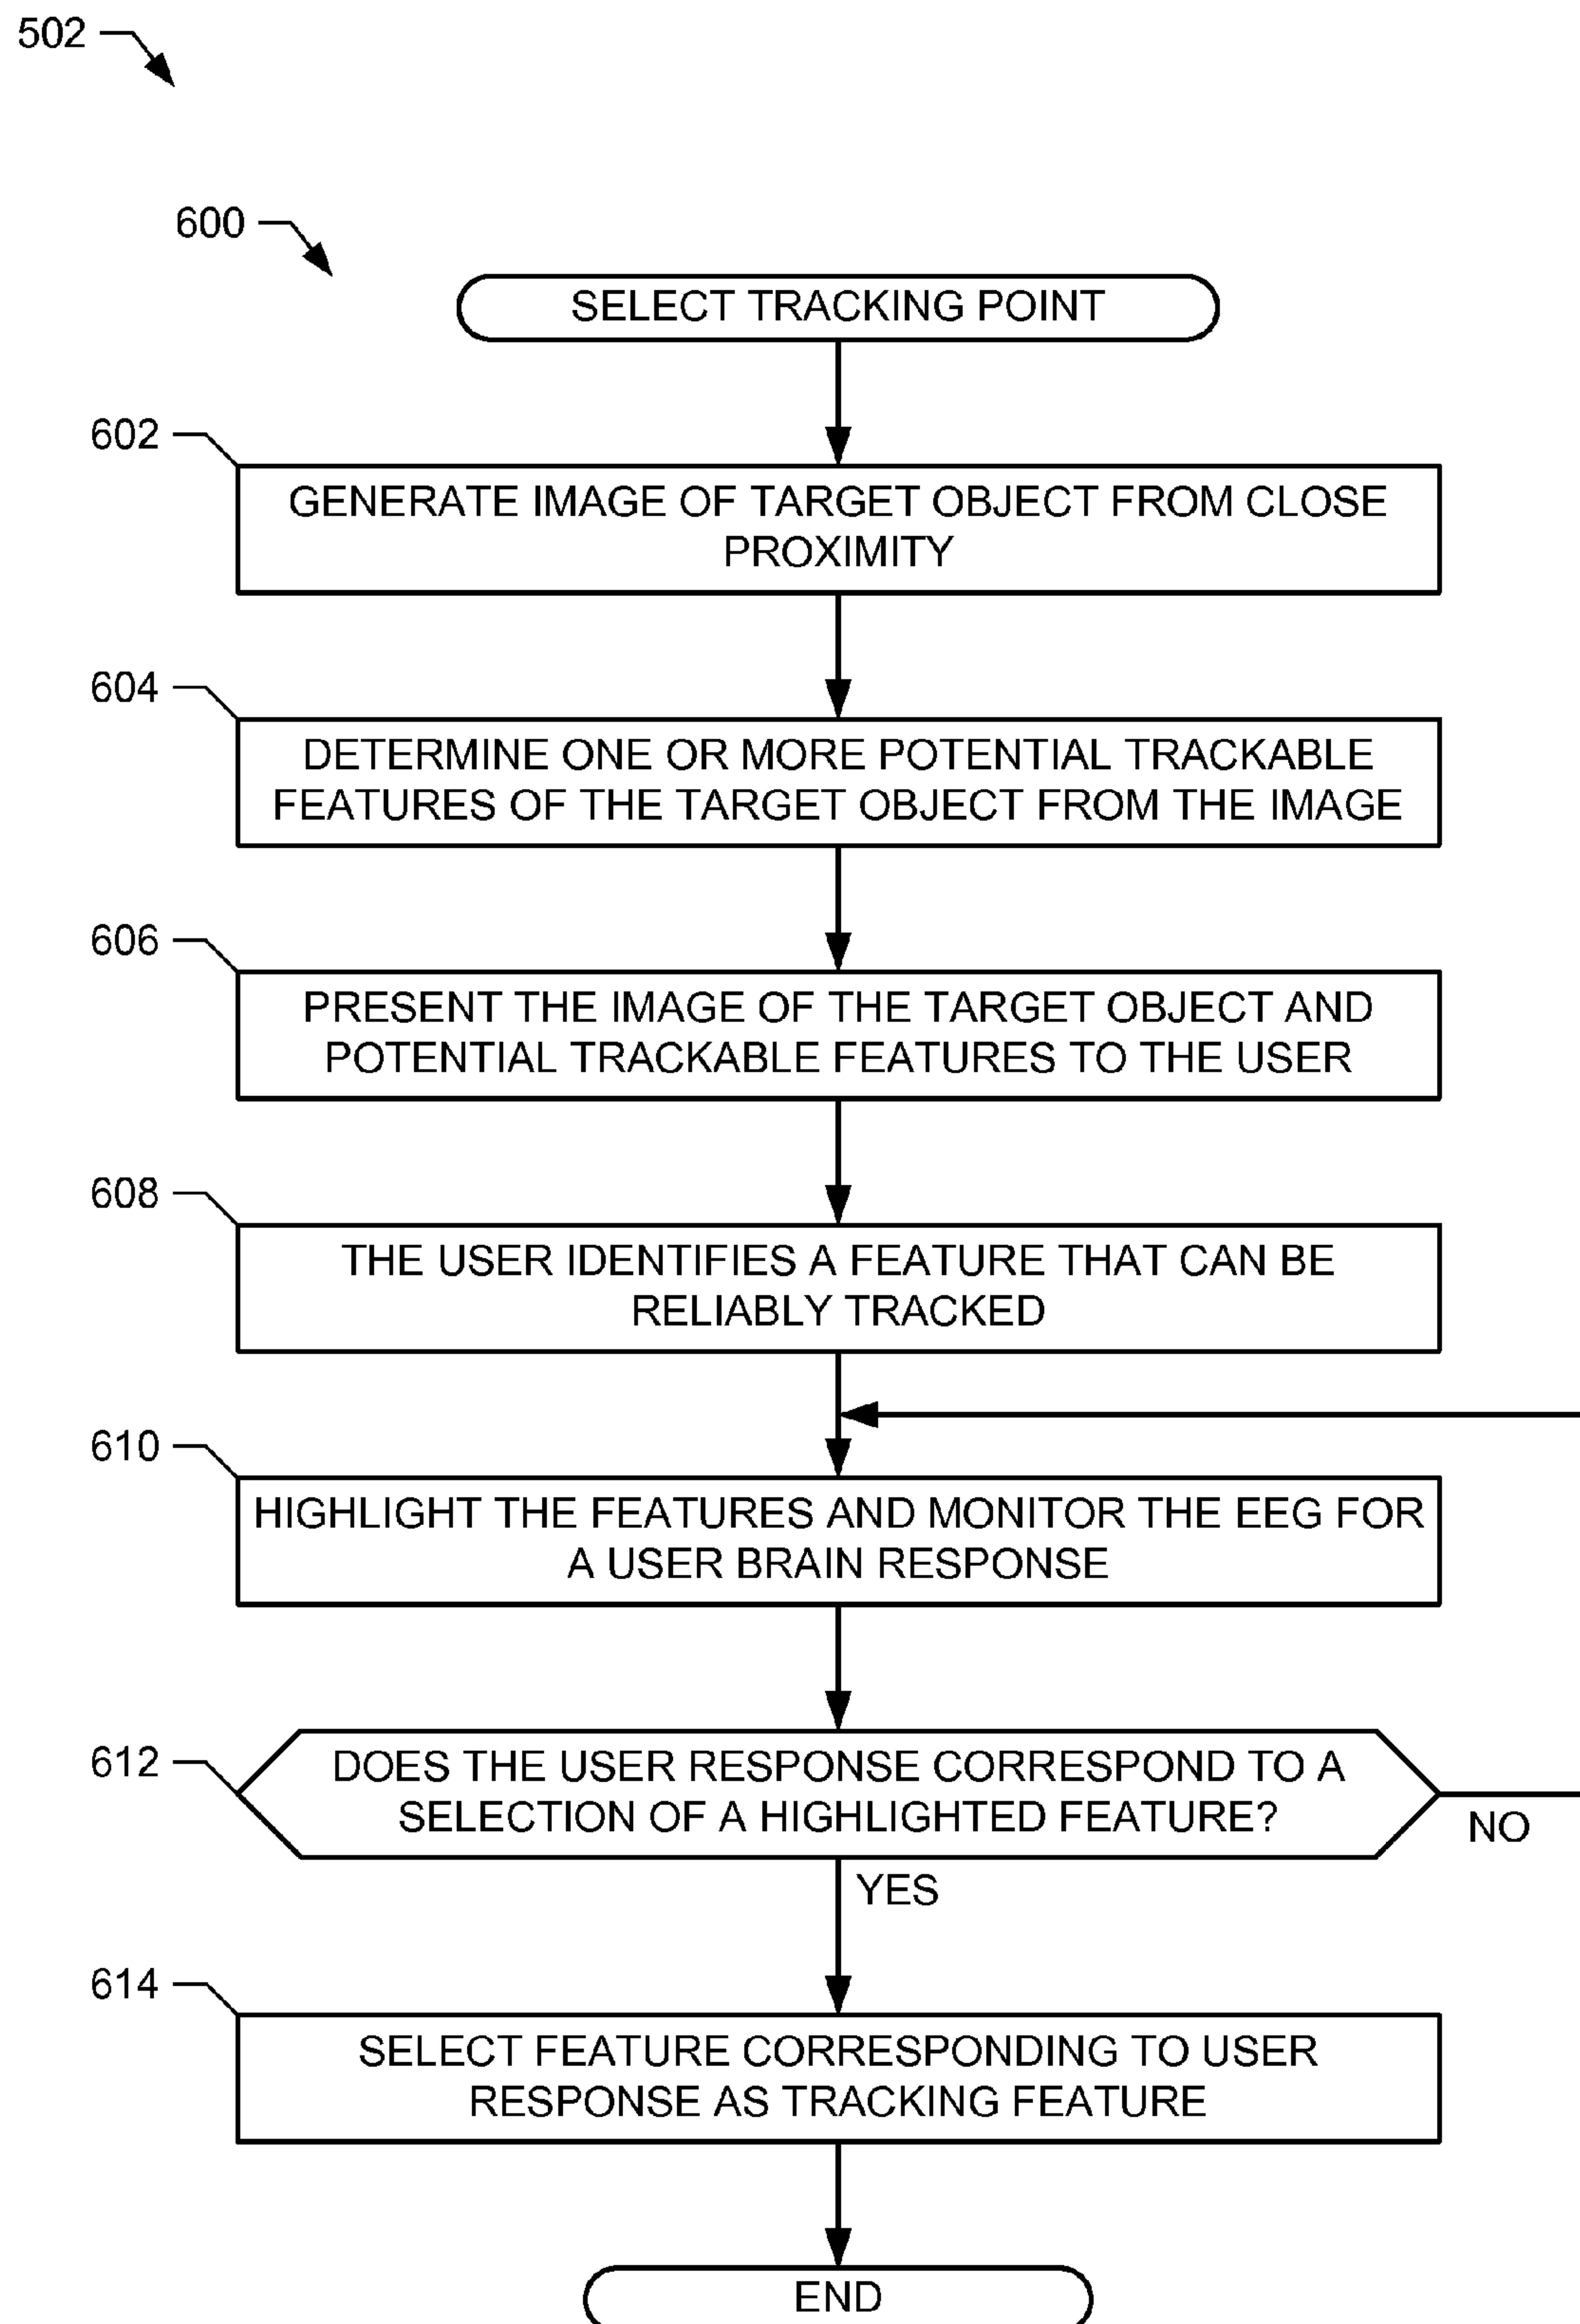 502
600
SELECT TRACKING POINT
602
GENERATE IMAGE OF TARGET OBJECT FROM CLOSE
PROXIMITY
604
DETERMINE ONE OR MORE POTENTIAL TRACKABLE
FEATURES OF THE TARGET OBJECT FROM THE IMAGE
606
PRESENT THE IMAGE OF THE TARGET OBJECT AND
POTENTIAL TRACKABLE FEATURES TO THE USER
608
THE USER IDENTIFIES A FEATURE THAT CAN BE
RELIABLY TRACKED
610
HIGHLIGHT THE FEATURES AND MONITOR THE EEG FOR
A USER BRAIN RESPONSE
612
DOES THE USER RESPONSE CORRESPOND TO A
SELECTION OF A HIGHLIGHTED FEATURE?
NO
YES
614
SELECT FEATURE CORRESPONDING TO USER
RESPONSE AS TRACKING FEATURE
END